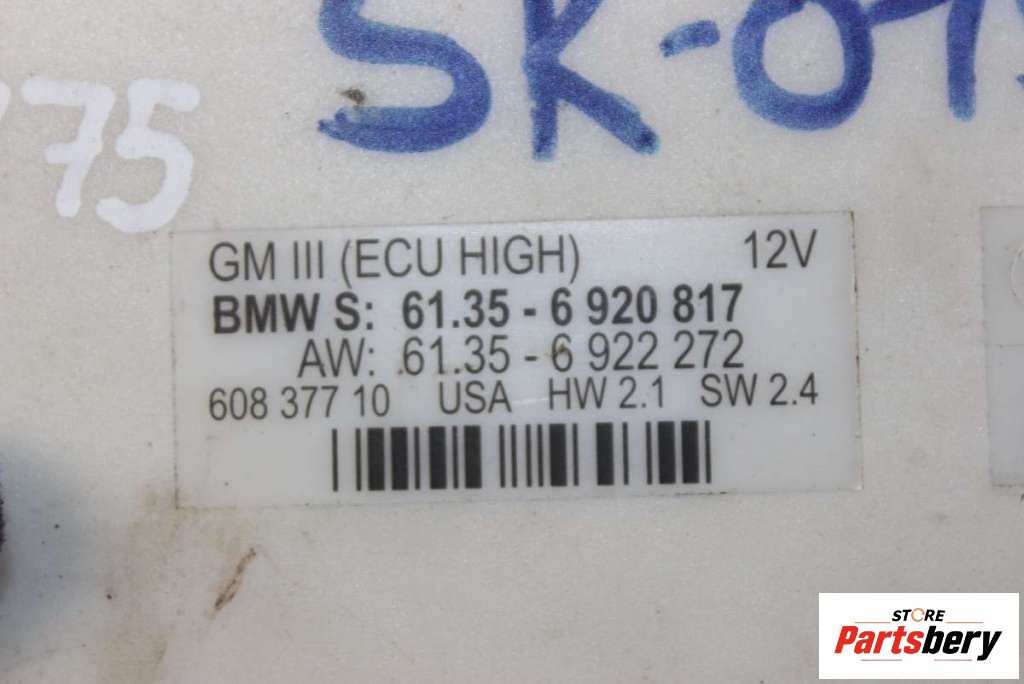 SK-075
75
GM III (ECU HIGH) 12V
BMW S: 61.35 - 6 920 817
AW: 61.35 - 6 922 272
608 377 10 USA HW 2.1 SW 2.4
STORE
Partsbery